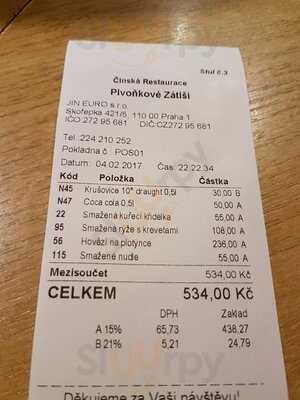 Stůl č.3
Čínská Restaurace
Pivoňkové Zátiší
JIN EURO s.r.o.
Skořepka 421/5, 110 00 Praha 1
IČO:272 95 681 DIČ:CZ272 95 681
Tel.:224 210 252
Pokladna č.: POS01
Datum: 04.02.2017 Čas: 22:22:34
Kód Položka Částka
N45 Krušovice 10° draught 0,5l 30,00 B
N47 Coca cola 0,5l 50,00 A
22 Smažená kuřecí křidélka 55,00 A
95 Smažená rýže s krevetami 108,00 A
56 Hovězí na plotýnce 236,00 A
115 Smažené nudle 55,00 A
Mezisoučet 534,00 Kč
CELKEM 534,00 Kč
DPH Základ
A 15% 65,73 438,27
B 21% 5,21 24,79
Děkujeme za Vaši návštěvu!
Sluurpy